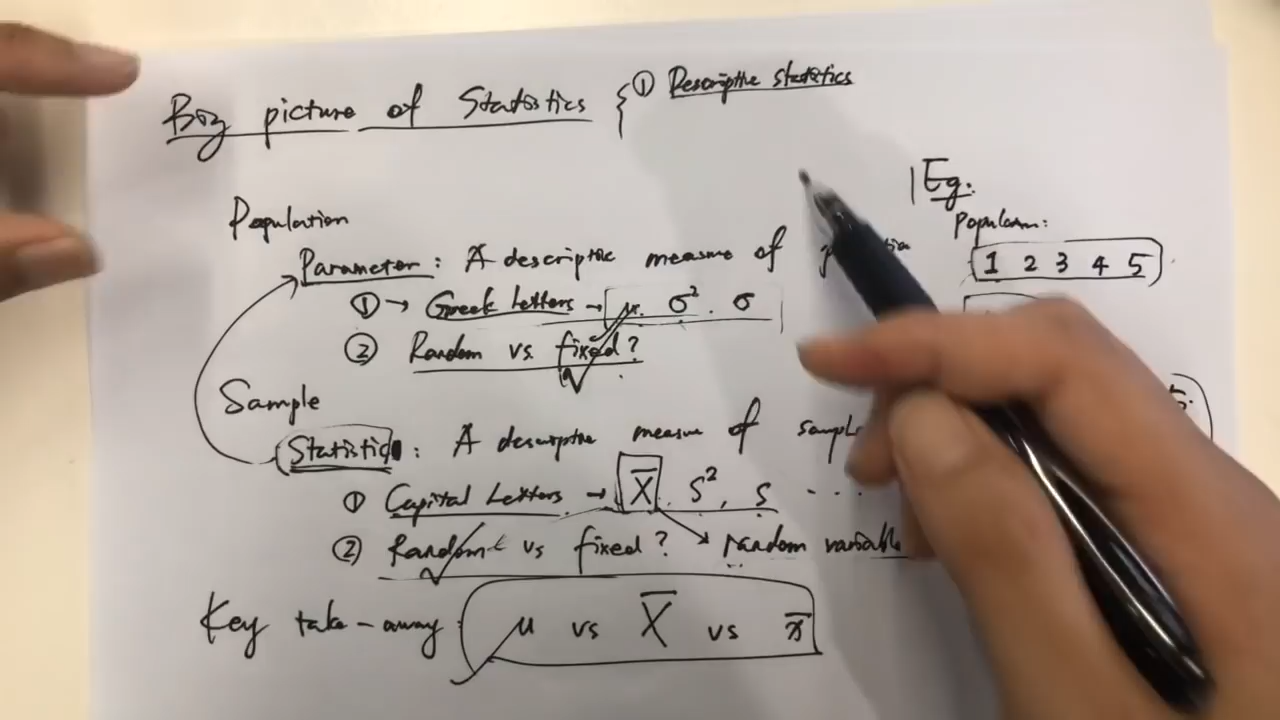 Big picture of Statistics { ① Descriptive Statistics
Eg:
Population
Parameter : A descriptive measure of
① → Greek Letters → μ. σ². σ
② Random vs. fixed?
1 2 3 4 5
Sample
Statistic : A descriptive measure of sample
① Capital Letters → X̄. S², S ...
② Random vs fixed? random variable
Key take-away: μ vs X̄ vs x̄